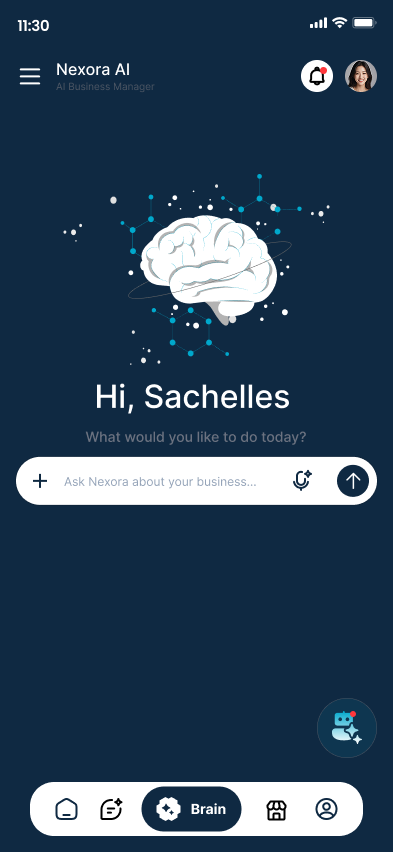 11:30
Nexora AI
AI Business Manager
Hi, Sachelles
What would you like to do today?
Ask Nexora about your business...
Brain